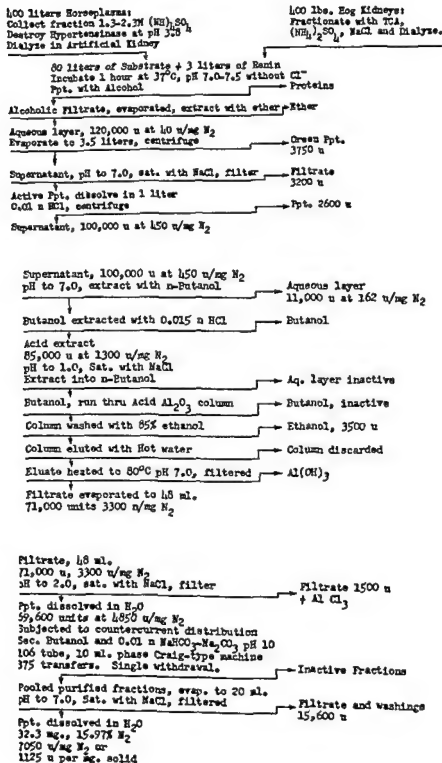 400 liters Horseplasma:
Collect fraction 1.3-2.3M (NH)4SO4
Destroy Hypertensinase at pH 3.8
Dialyze in Artificial Kidney
400 lbs. Hog Kidneys:
Fractionate with TCA,
(NH4)2SO4, NaCl and Dialyze.
80 liters of Substrate + 3 liters of Renin
Incubate 1 hour at 37°C, pH 7.0-7.5 without Cl-
Ppt. with Alcohol
Proteins
Alcoholic Filtrate, evaporated, extract with ether
Ether
Aqueous layer, 120,000 u at 40 u/mg N2
Evaporate to 3.5 liters, centrifuge
Green Ppt.
3750 u
Supernatant, pH to 7.0, sat. with NaCl, filter
Filtrate
3200 u
Active Ppt. dissolve in 1 liter
0.01 n HCl, centrifuge
Ppt. 2600 u
Supernatant, 100,000 u at 450 u/mg N2
Supernatant, 100,000 u at 450 u/mg N2
pH to 7.0, extract with n-Butanol
Aqueous layer
11,000 u at 162 u/mg N2
Butanol extracted with 0.015 n HCl
Butanol
Acid extract
85,000 u at 1300 u/mg N2
pH to 1.0, Sat. with NaCl
Extract into n-Butanol
Aq. layer inactive
Butanol, run thru Acid Al2O3 column
Butanol, inactive
Column washed with 85% ethanol
Ethanol, 3500 u
Column eluted with Hot water
Column discarded
Eluate heated to 80°C pH 7.0, filtered
Al(OH)3
Filtrate evaporated to 48 ml.
71,000 units 3300 n/mg N2
Filtrate, 48 ml.
71,000 u, 3300 u/mg N2
pH to 2.0, sat. with NaCl, filter
Filtrate 1500 u
+ Al Cl3
Ppt. dissolved in H2O
59,600 units at 4850 u/mg N2
Subjected to countercurrent distribution
Sec. Butanol and 0.01 n NaHCO3-Na2CO3 pH 10
106 tube, 10 ml. phase Craig-type machine
375 transfers. Single withdrawal.
Inactive Fractions
Pooled purified fractions, evap. to 20 ml.
pH to 7.0, Sat. with NaCl, filtered
Filtrate and washings
15,600 u
Ppt. dissolved in H2O
32.3 mg., 15.97% N2
7050 u/mg N2 or
1125 u per mg. solid